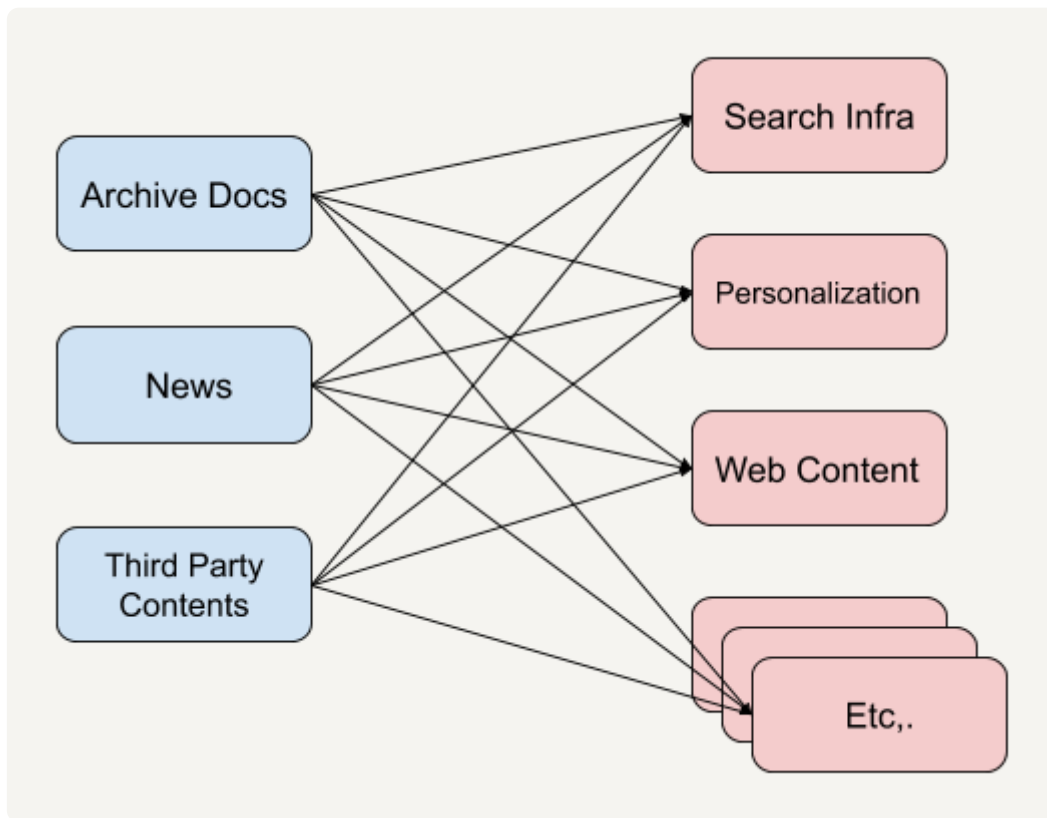 Archive Docs
News
Third Party
Contents
Search Infra
Personalization
Web Content
Etc,.